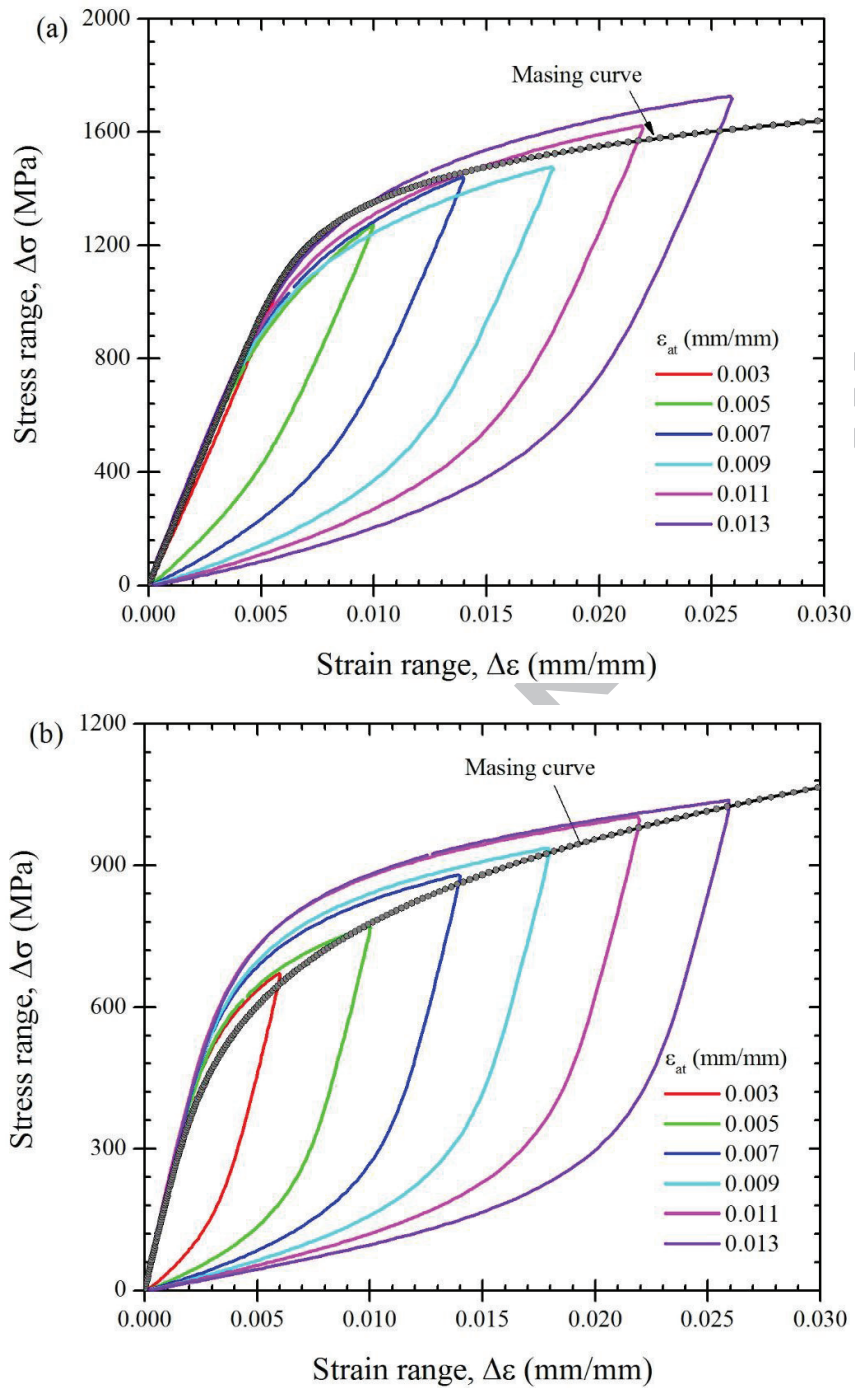 (a)
2000
1600
1200
800
400
0
Stress range, Δσ (MPa)
Masing curve
ε_at (mm/mm)
0.003
0.005
0.007
0.009
0.011
0.013
0.000 0.005 0.010 0.015 0.020 0.025 0.030
Strain range, Δε (mm/mm)
(b)
1200
900
600
300
0
Stress range, Δσ (MPa)
Masing curve
ε_at (mm/mm)
0.003
0.005
0.007
0.009
0.011
0.013
0.000 0.005 0.010 0.015 0.020 0.025 0.030
Strain range, Δε (mm/mm)